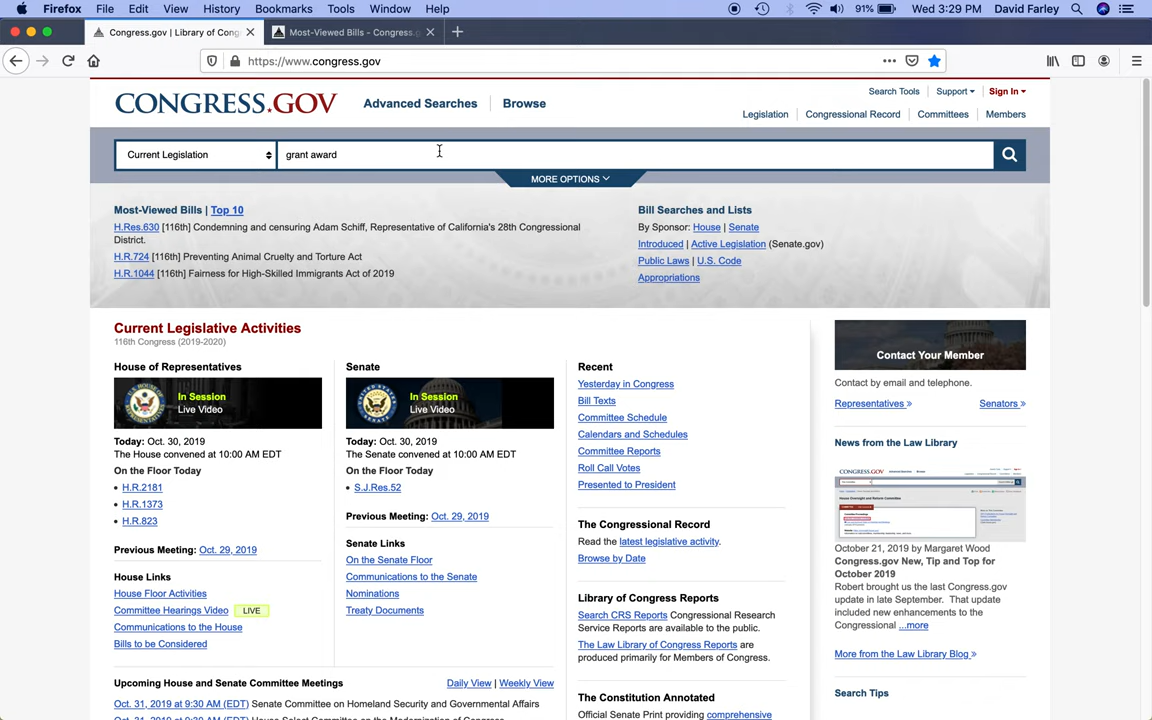 Firefox File Edit View History Bookmarks Tools Window Help 91% Wed 3:29 PM David Farley
Congress.gov | Library of Cong
Most-Viewed Bills - Congress.g
https://www.congress.gov
CONGRESS.GOV
Advanced Searches | Browse
Search Tools | Support | Sign In
Legislation | Congressional Record | Committees | Members
Current Legislation
grant award
MORE OPTIONS
Most-Viewed Bills | Top 10
H.Res.630 [116th] Condemning and censuring Adam Schiff, Representative of California's 28th Congressional
District.
H.R.724 [116th] Preventing Animal Cruelty and Torture Act
H.R.1044 [116th] Fairness for High-Skilled Immigrants Act of 2019
Bill Searches and Lists
By Sponsor: House | Senate
Introduced | Active Legislation (Senate.gov)
Public Laws | U.S. Code
Appropriations
Current Legislative Activities
116th Congress (2019-2020)
House of Representatives
In Session
Live Video
Today: Oct. 30, 2019
The House convened at 10:00 AM EDT
On the Floor Today
• H.R.2181
• H.R.1373
• H.R.823
Previous Meeting: Oct. 29, 2019
House Links
House Floor Activities
Committee Hearings Video LIVE
Communications to the House
Bills to be Considered
Senate
In Session
Live Video
Today: Oct. 30, 2019
The Senate convened at 10:00 AM EDT
On the Floor Today
• S.J.Res.52
Previous Meeting: Oct. 29, 2019
Senate Links
On the Senate Floor
Communications to the Senate
Nominations
Treaty Documents
Upcoming House and Senate Committee Meetings Daily View | Weekly View
Oct. 31, 2019 at 9:30 AM (EDT) Senate Committee on Homeland Security and Governmental Affairs
Oct. 31, 2019 at 9:30 AM (EDT) House Select Committee on the Modernization of Congress
Recent
Yesterday in Congress
Bill Texts
Committee Schedule
Calendars and Schedules
Committee Reports
Roll Call Votes
Presented to President
The Congressional Record
Read the latest legislative activity.
Browse by Date
Library of Congress Reports
Search CRS Reports Congressional Research
Service Reports are available to the public.
The Law Library of Congress Reports are
produced primarily for Members of Congress.
The Constitution Annotated
Official Senate Print providing comprehensive
Contact Your Member
Contact by email and telephone.
Representatives » Senators »
News from the Law Library
October 21, 2019 by Margaret Wood
Congress.gov New, Tip and Top for
October 2019
Robert brought us the last Congress.gov
update in late September. That update
included new enhancements to the
Congressional ...more
More from the Law Library Blog »
Search Tips